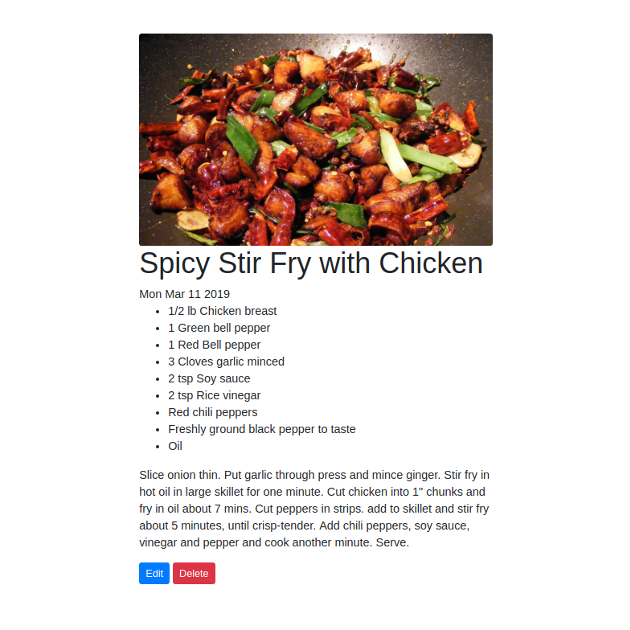 Spicy Stir Fry with Chicken
Mon Mar 11 2019
1/2 lb Chicken breast
1 Green bell pepper
1 Red Bell pepper
3 Cloves garlic minced
2 tsp Soy sauce
2 tsp Rice vinegar
Red chili peppers
Freshly ground black pepper to taste
Oil
Slice onion thin. Put garlic through press and mince ginger. Stir fry in
hot oil in large skillet for one minute. Cut chicken into 1" chunks and
fry in oil about 7 mins. Cut peppers in strips. add to skillet and stir fry
about 5 minutes, until crisp-tender. Add chili peppers, soy sauce,
vinegar and pepper and cook another minute. Serve.
Edit Delete